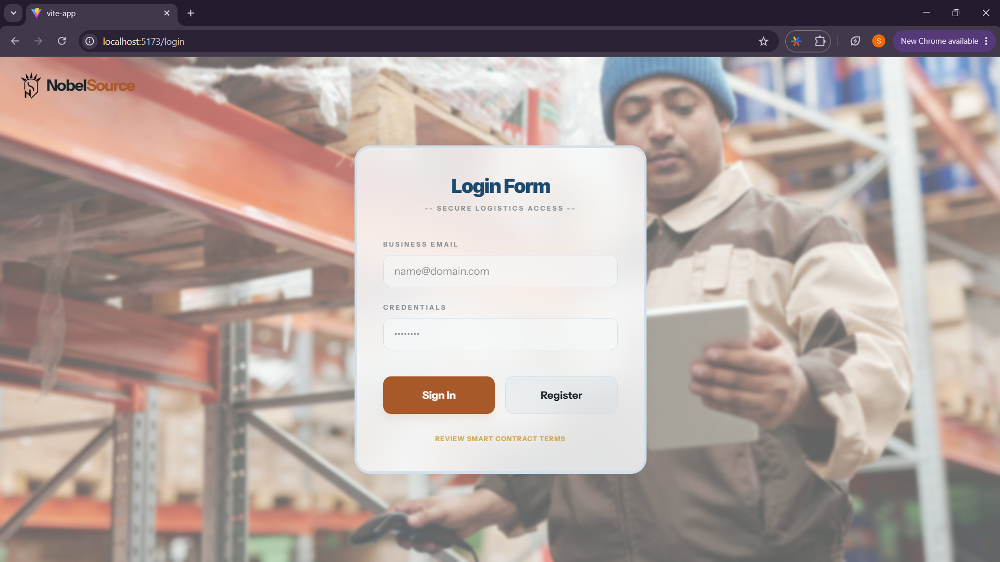 vite-app
localhost:5173/login
S
New Chrome available
NobelSource
Login Form
-- SECURE LOGISTICS ACCESS --
BUSINESS EMAIL
name@domain.com
CREDENTIALS
••••••••
Sign In
Register
REVIEW SMART CONTRACT TERMS